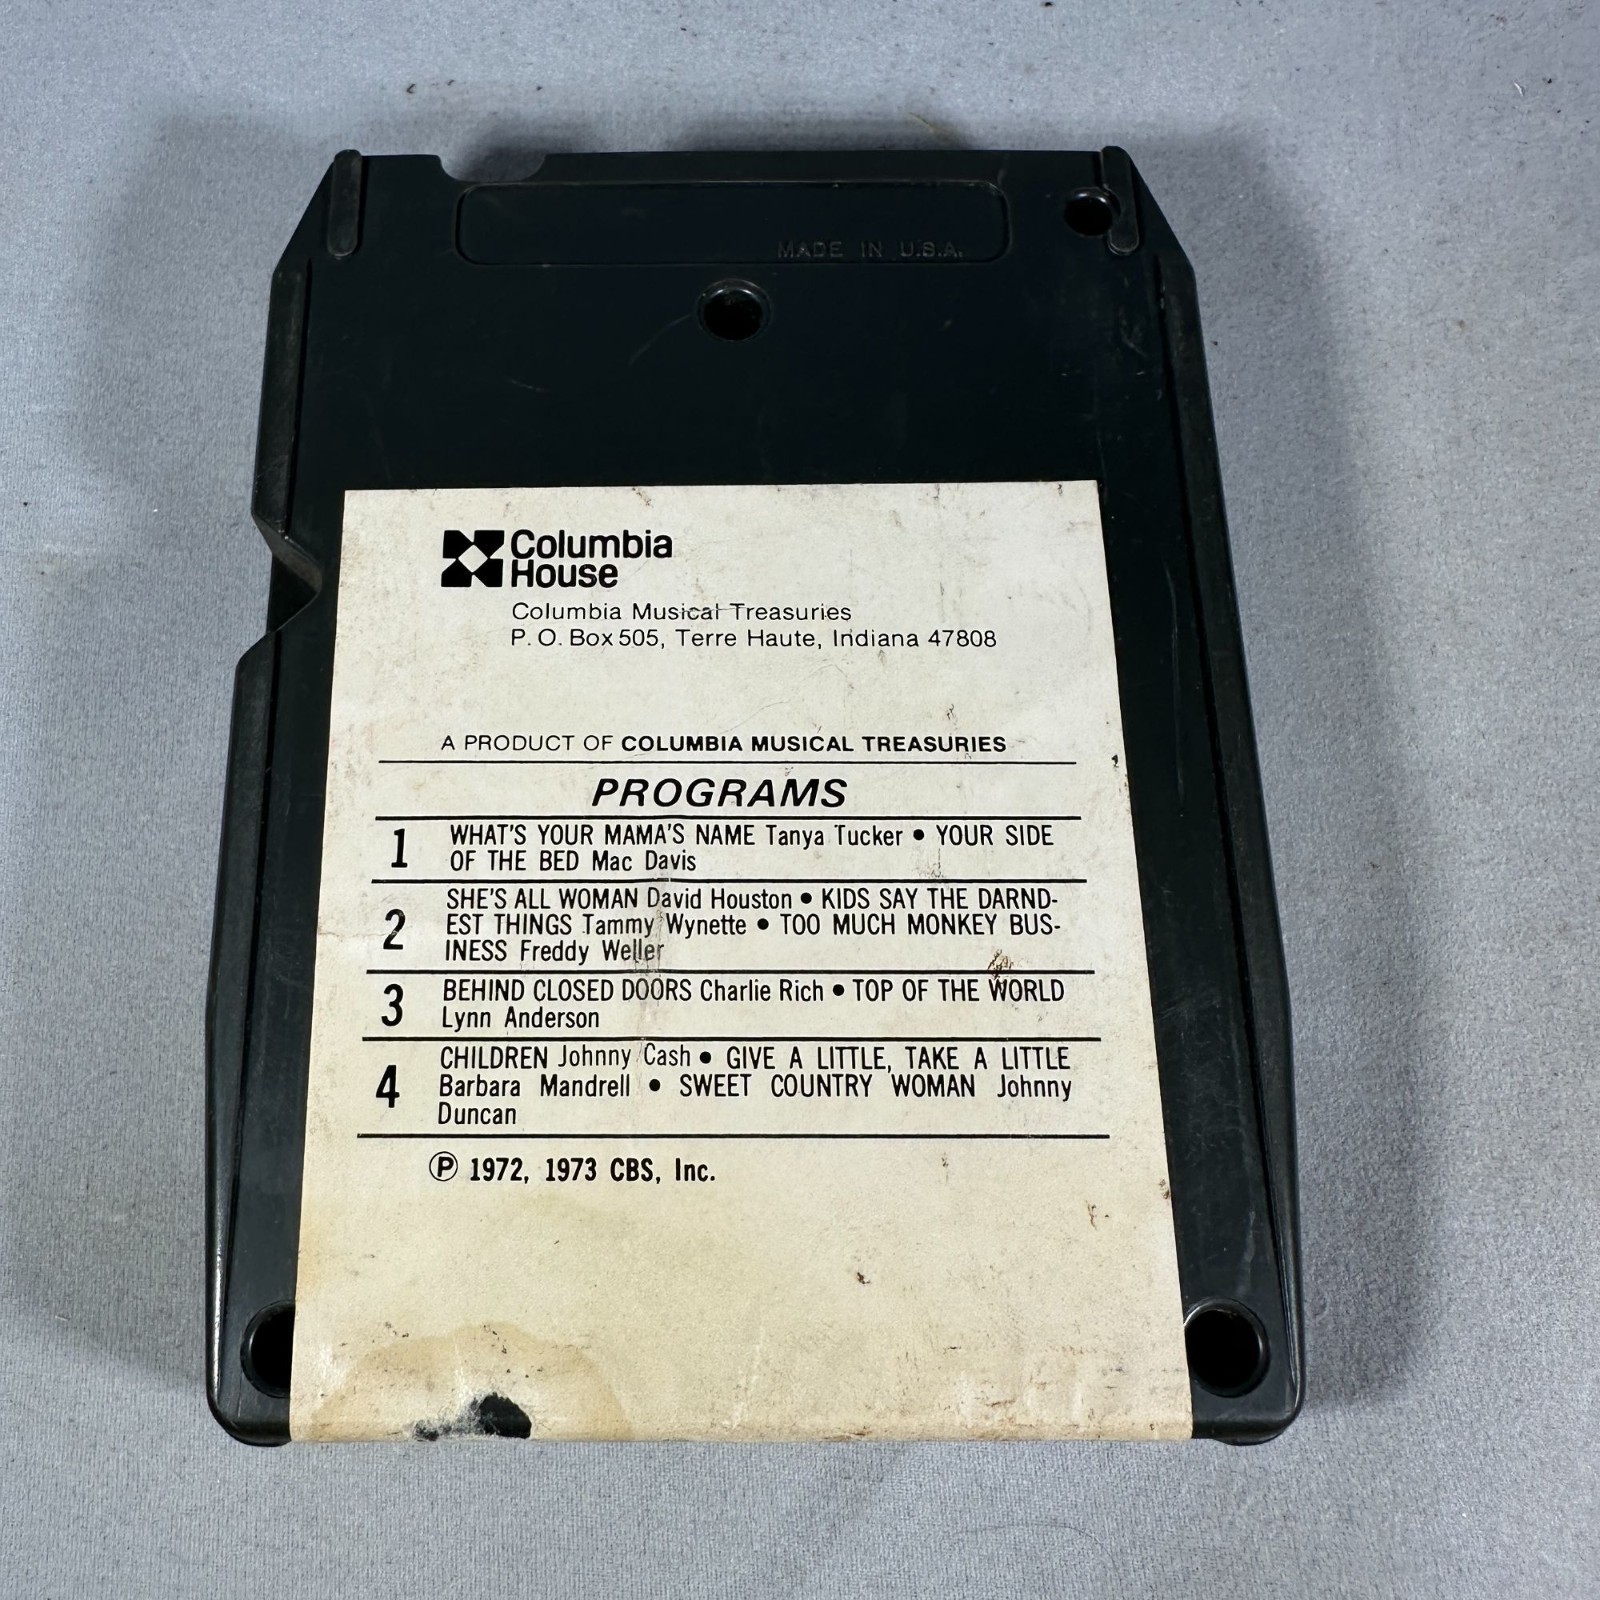 MADE IN U.S.A.
Columbia
House
Columbia Musical Treasuries
P.O. Box 505, Terre Haute, Indiana 47808
A PRODUCT OF COLUMBIA MUSICAL TREASURIES
PROGRAMS
1 WHAT'S YOUR MAMA'S NAME Tanya Tucker • YOUR SIDE
OF THE BED Mac Davis
2 SHE'S ALL WOMAN David Houston • KIDS SAY THE DARND-
EST THINGS Tammy Wynette • TOO MUCH MONKEY BUS-
INESS Freddy Weller
3 BEHIND CLOSED DOORS Charlie Rich • TOP OF THE WORLD
Lynn Anderson
4 CHILDREN Johnny Cash • GIVE A LITTLE, TAKE A LITTLE
Barbara Mandrell • SWEET COUNTRY WOMAN Johnny
Duncan
℗ 1972, 1973 CBS, Inc.